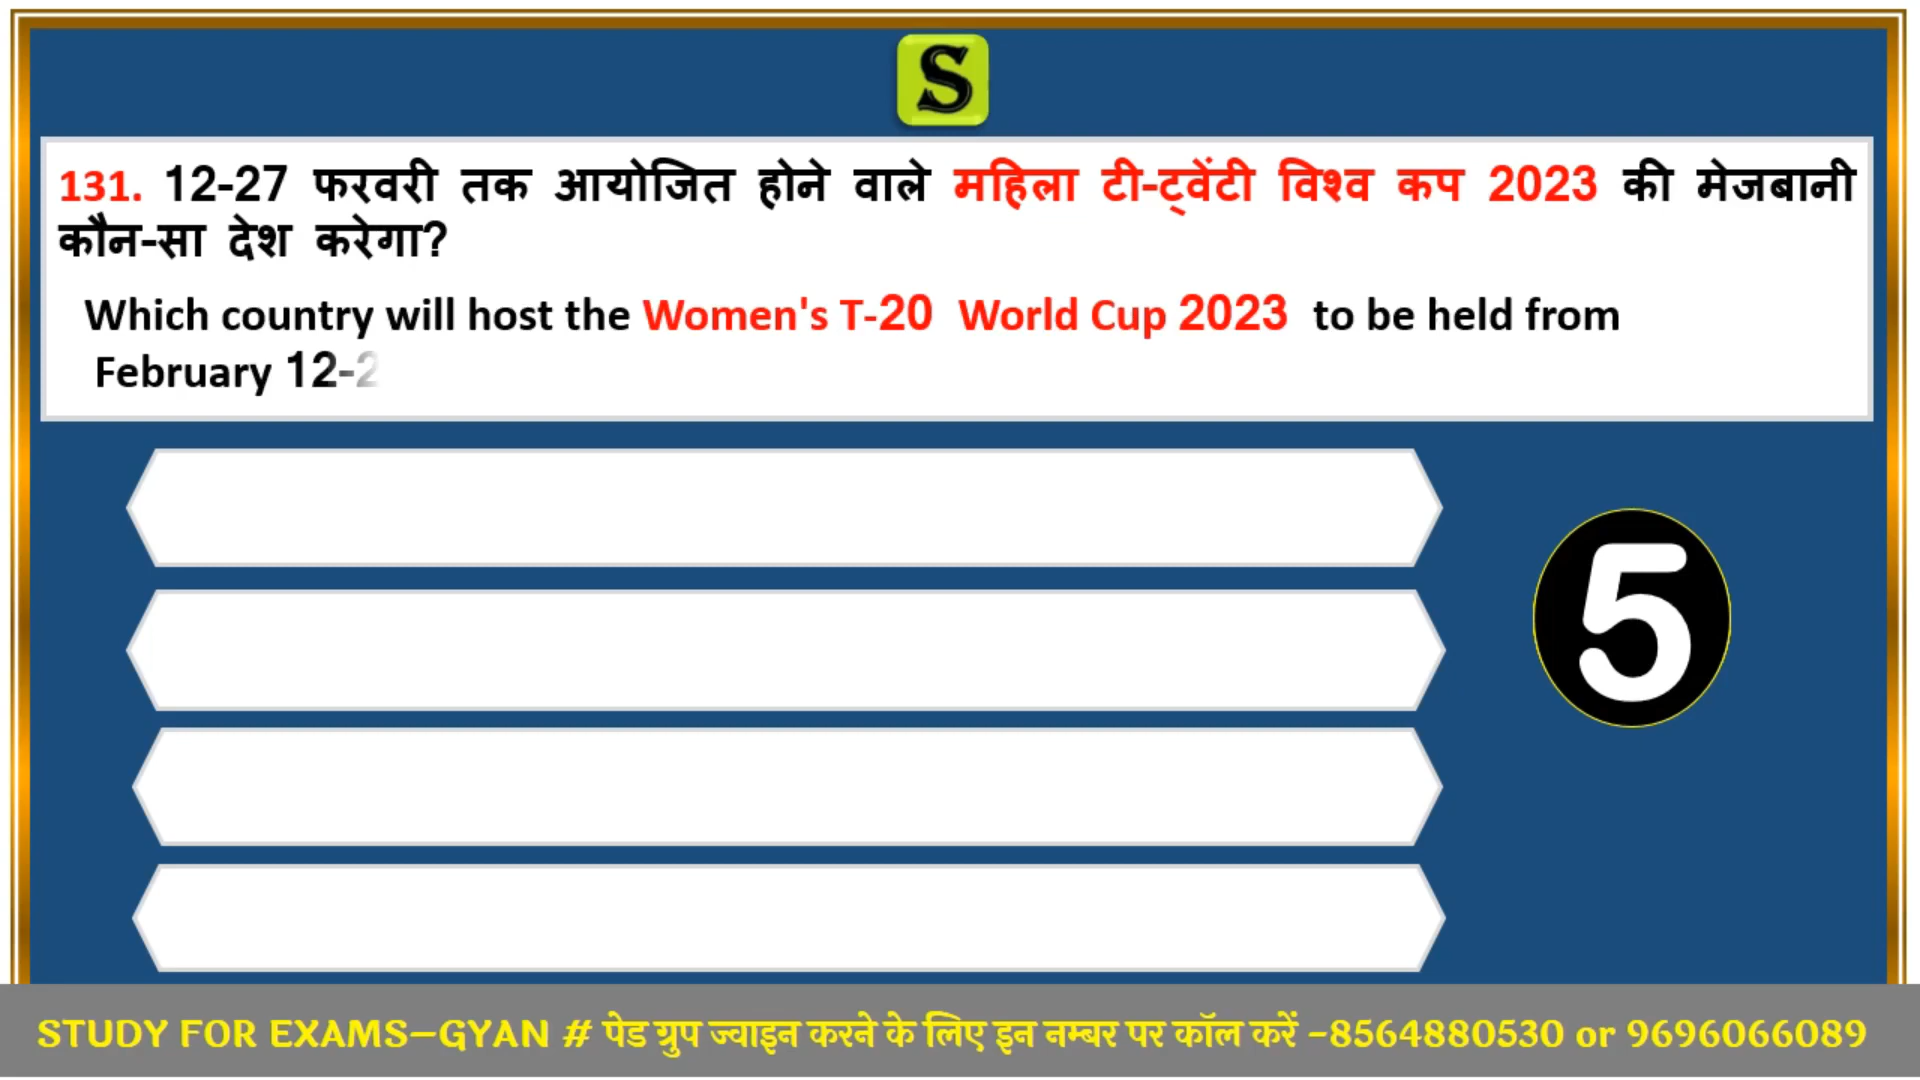 S
131. 12-27 फरवरी तक आयोजित होने वाले महिला टी-ट्वेंटी विश्व कप 2023 की मेजबानी
कौन-सा देश करेगा?
Which country will host the Women's T-20 World Cup 2023 to be held from
February 12-2
5
STUDY FOR EXAMS–GYAN # पेड ग्रुप ज्वाइन करने के लिए इन नम्बर पर कॉल करें -8564880530 or 9696066089